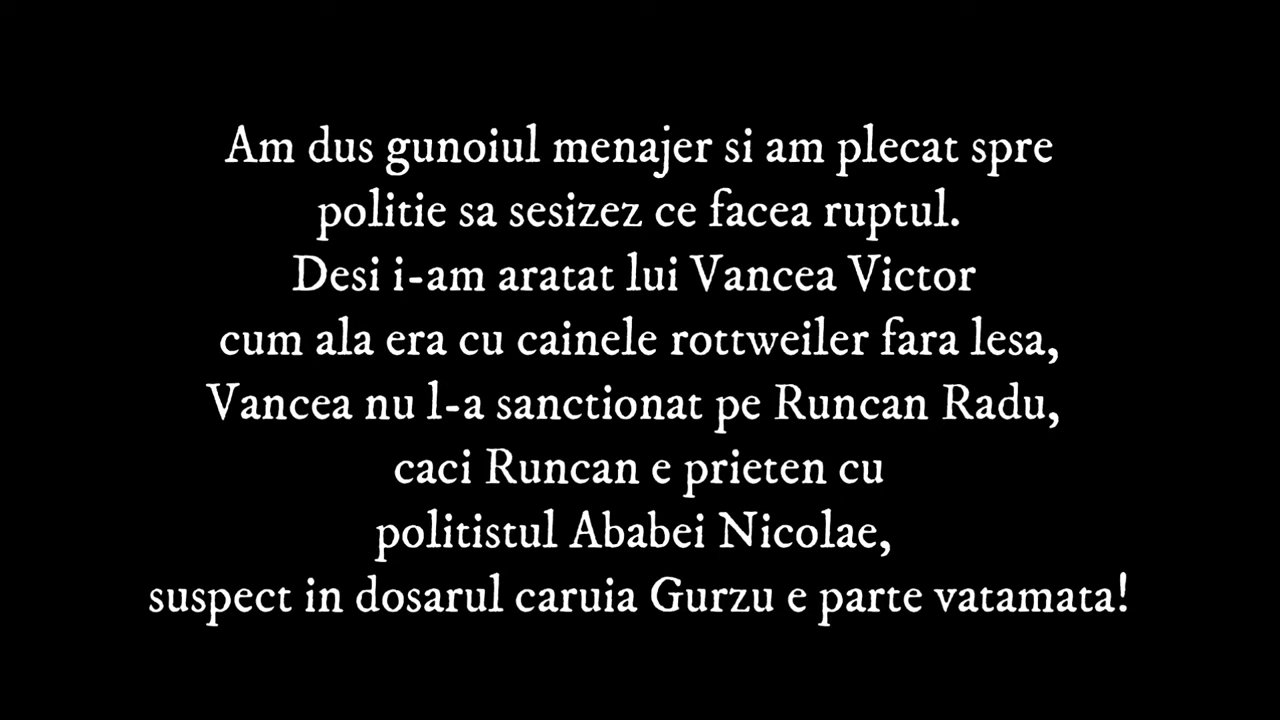 Am dus gunoiul menajer si am plecat spre
politie sa sesizez ce facea ruptul.
Desi i-am aratat lui Vancea Victor
cum ala era cu cainele rottweiler fara lesa,
Vancea nu l-a sanctionat pe Runcan Radu,
caci Runcan e prieten cu
politistul Ababei Nicolae,
suspect in dosarul caruia Gurzu e parte vatamata!